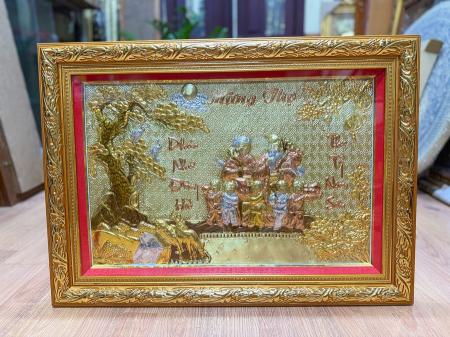 Mừng Thọ
Phúc
Như
Đông
Hải
Thọ
Tỷ
Nam
Sơn